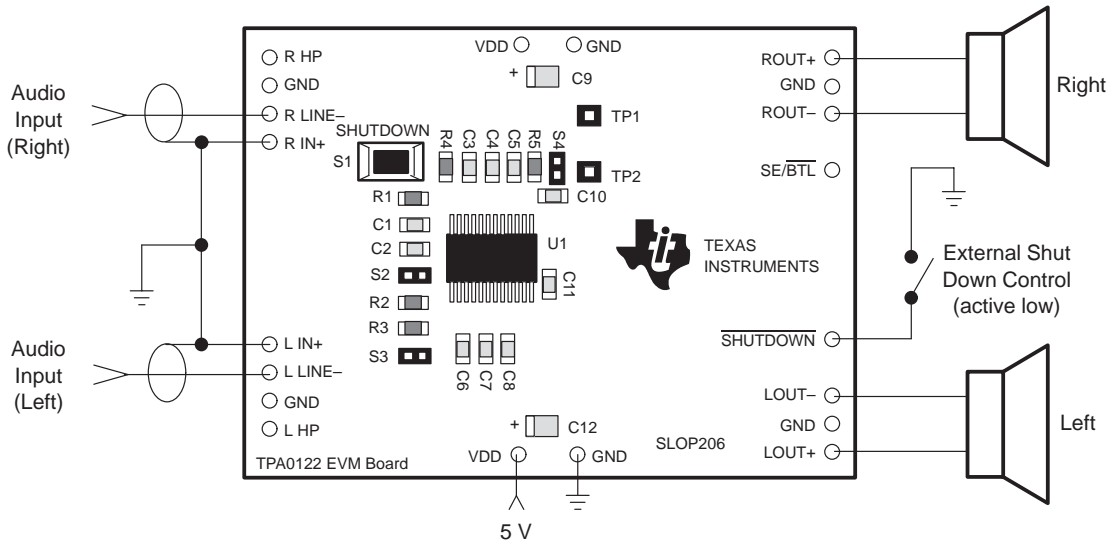 VDD
GND
R HP
GND
R LINE–
R IN+
Audio
Input
(Right)
+
C9
TP1
TP2
SHUTDOWN
S1
R4
C3
C4
C5
R5
S4
C10
R1
C1
C2
S2
R2
R3
S3
U1
C11
C6
C7
C8
TEXAS
INSTRUMENTS
ROUT+
GND
ROUT–
SE/BTL
Right
External Shut
Down Control
(active low)
SHUTDOWN
LOUT–
GND
LOUT+
Left
Audio
Input
(Left)
L IN+
L LINE–
GND
L HP
+
C12
SLOP206
TPA0122 EVM Board
VDD
GND
5 V